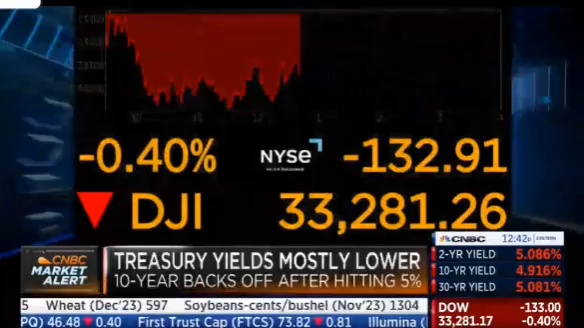 -0.40% NYSE -132.91
DJI 33,281.26
CNBC
MARKET
ALERT
TREASURY YIELDS MOSTLY LOWER
10-YEAR BACKS OFF AFTER HITTING 5%
CNBC 12:42P EASTERN
2-YR YIELD 5.086%
10-YR YIELD 4.916%
30-YR YIELD 5.081%
DOW -133.00
33,281.17 -0.40%
5 Wheat (Dec'23) 597 Soybeans-cents/bushel (Nov'23) 1304
PQ) 46.48 0.40 First Trust Cap (FTCS) 73.82 0.81 Illumina (